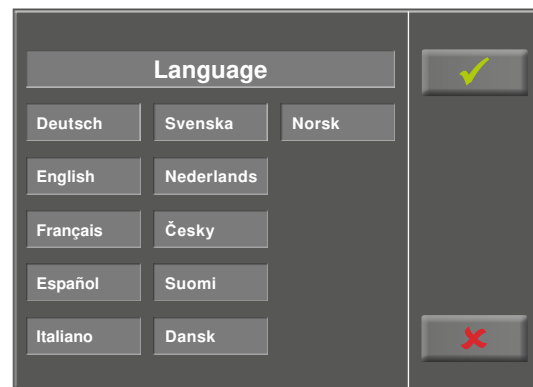 Language
Deutsch Svenska Norsk
English Nederlands
Français Česky
Español Suomi
Italiano Dansk